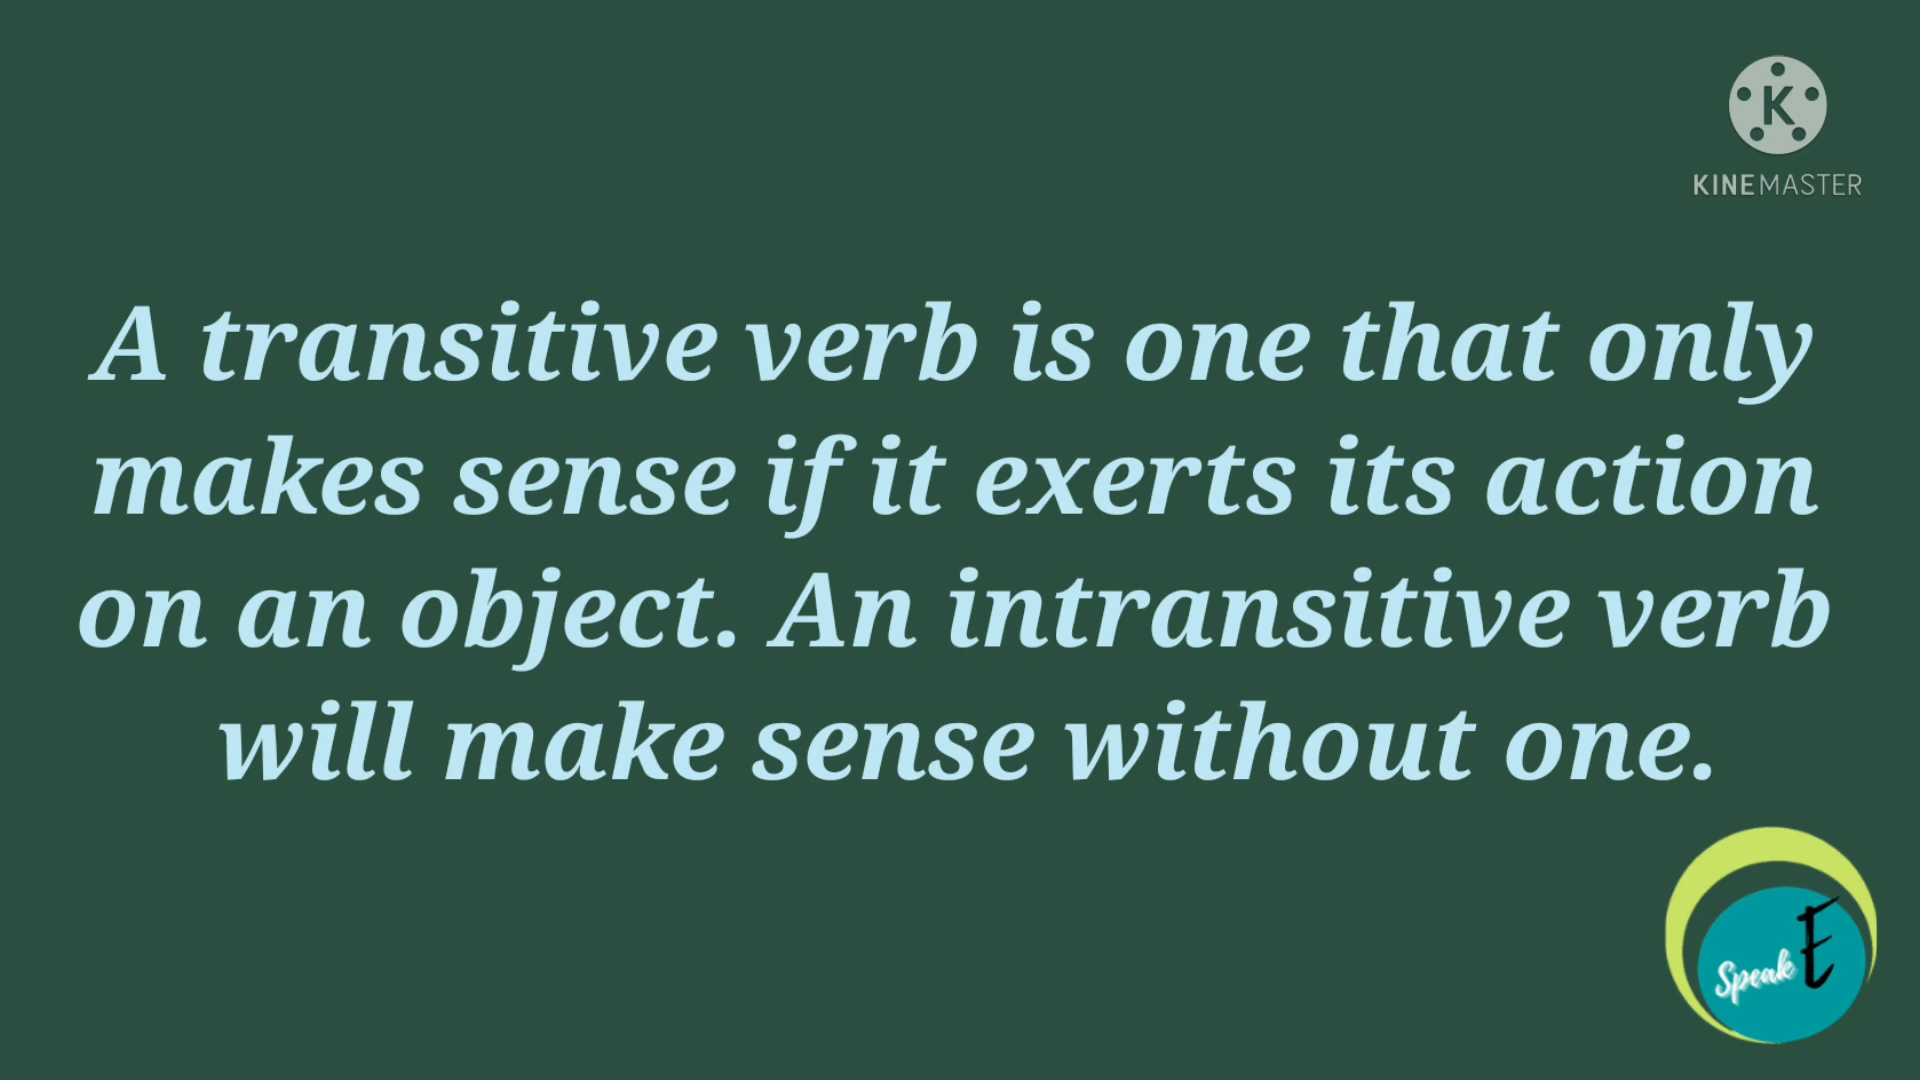 K
KINEMASTER
A transitive verb is one that only
makes sense if it exerts its action
on an object. An intransitive verb
will make sense without one.
Speak E